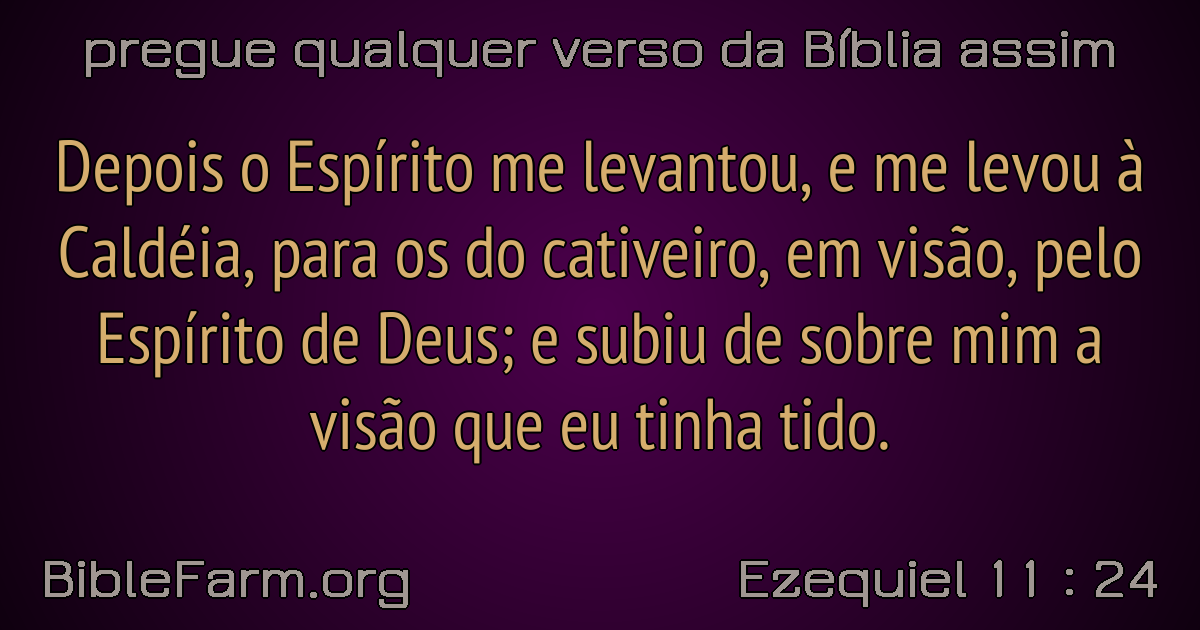 pregue qualquer verso da Bíblia assim
Depois o Espírito me levantou, e me levou à
Caldéia, para os do cativeiro, em visão, pelo
Espírito de Deus; e subiu de sobre mim a
visão que eu tinha tido.
BibleFarm.org
Ezequiel 11 : 24